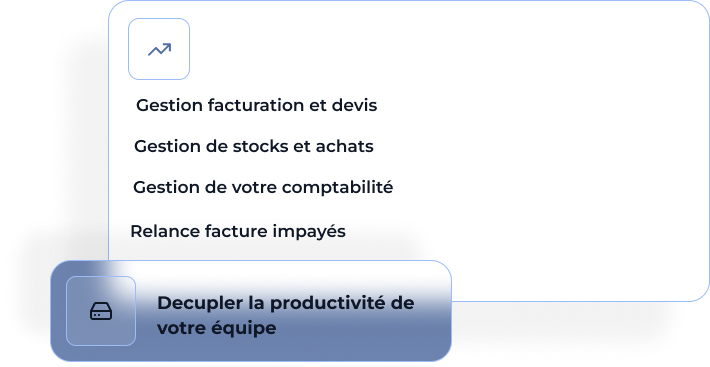 Gestion facturation et devis
Gestion de stocks et achats
Gestion de votre comptabilité
Relance facture impayés
Decupler la productivité de
votre équipe